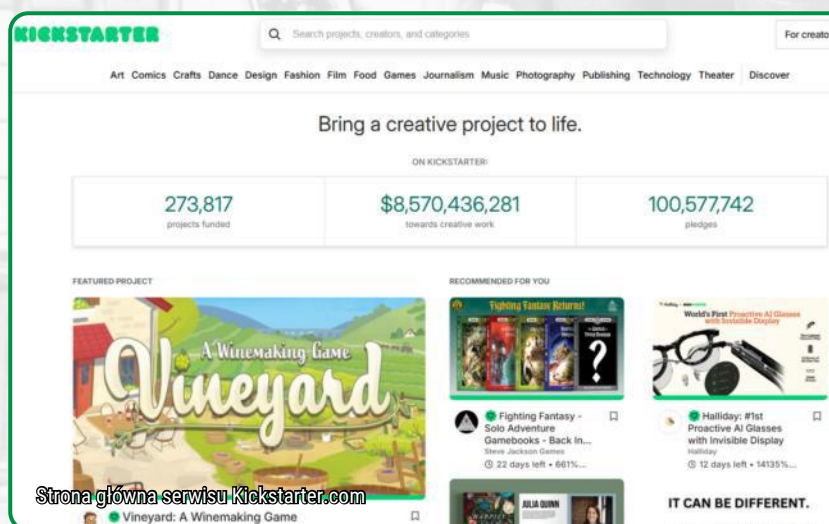 KICKSTARTER
Search projects, creators, and categories
For creato
Art Comics Crafts Dance Design Fashion Film Food Games Journalism Music Photography Publishing Technology Theater Discover
Bring a creative project to life.
ON KICKSTARTER:
273,817
projects funded
$8,570,436,281
towards creative work
100,577,742
pledges
FEATURED PROJECT
A Winemaking Game
Vineyard
Strona główna serwisu Kickstarter.com
Vineyard: A Winemaking Game
RECOMMENDED FOR YOU
Fighting Fantasy Returns!
?
Fighting Fantasy -
Solo Adventure
Gamebooks - Back In...
Steve Jackson Games
22 days left • 661%...
JULIA QUINN
World's First Proactive AI Glasses
with Invisible Display
Halliday: #1st
Proactive AI Glasses
with Invisible Display
Halliday
12 days left • 14135%...
IT CAN BE DIFFERENT.